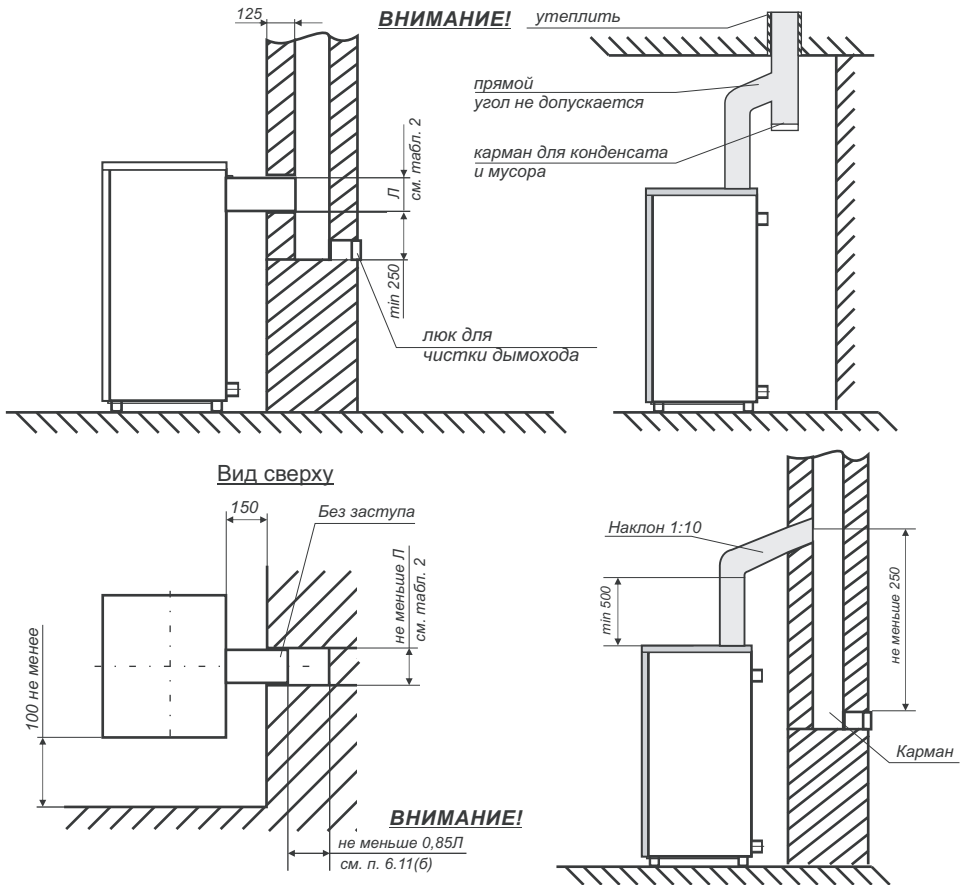 125
ВНИМАНИЕ!
утеплить
прямой
угол не допускается
карман для конденсата
и мусора
Л
см. табл. 2
min 250
люк для
чистки дымохода
Вид сверху
150
Без заступа
не меньше Л
см. табл. 2
100 не менее
ВНИМАНИЕ!
не меньше 0,85Л
см. п. 6.11(б)
Наклон 1:10
min 500
не меньше 250
Карман